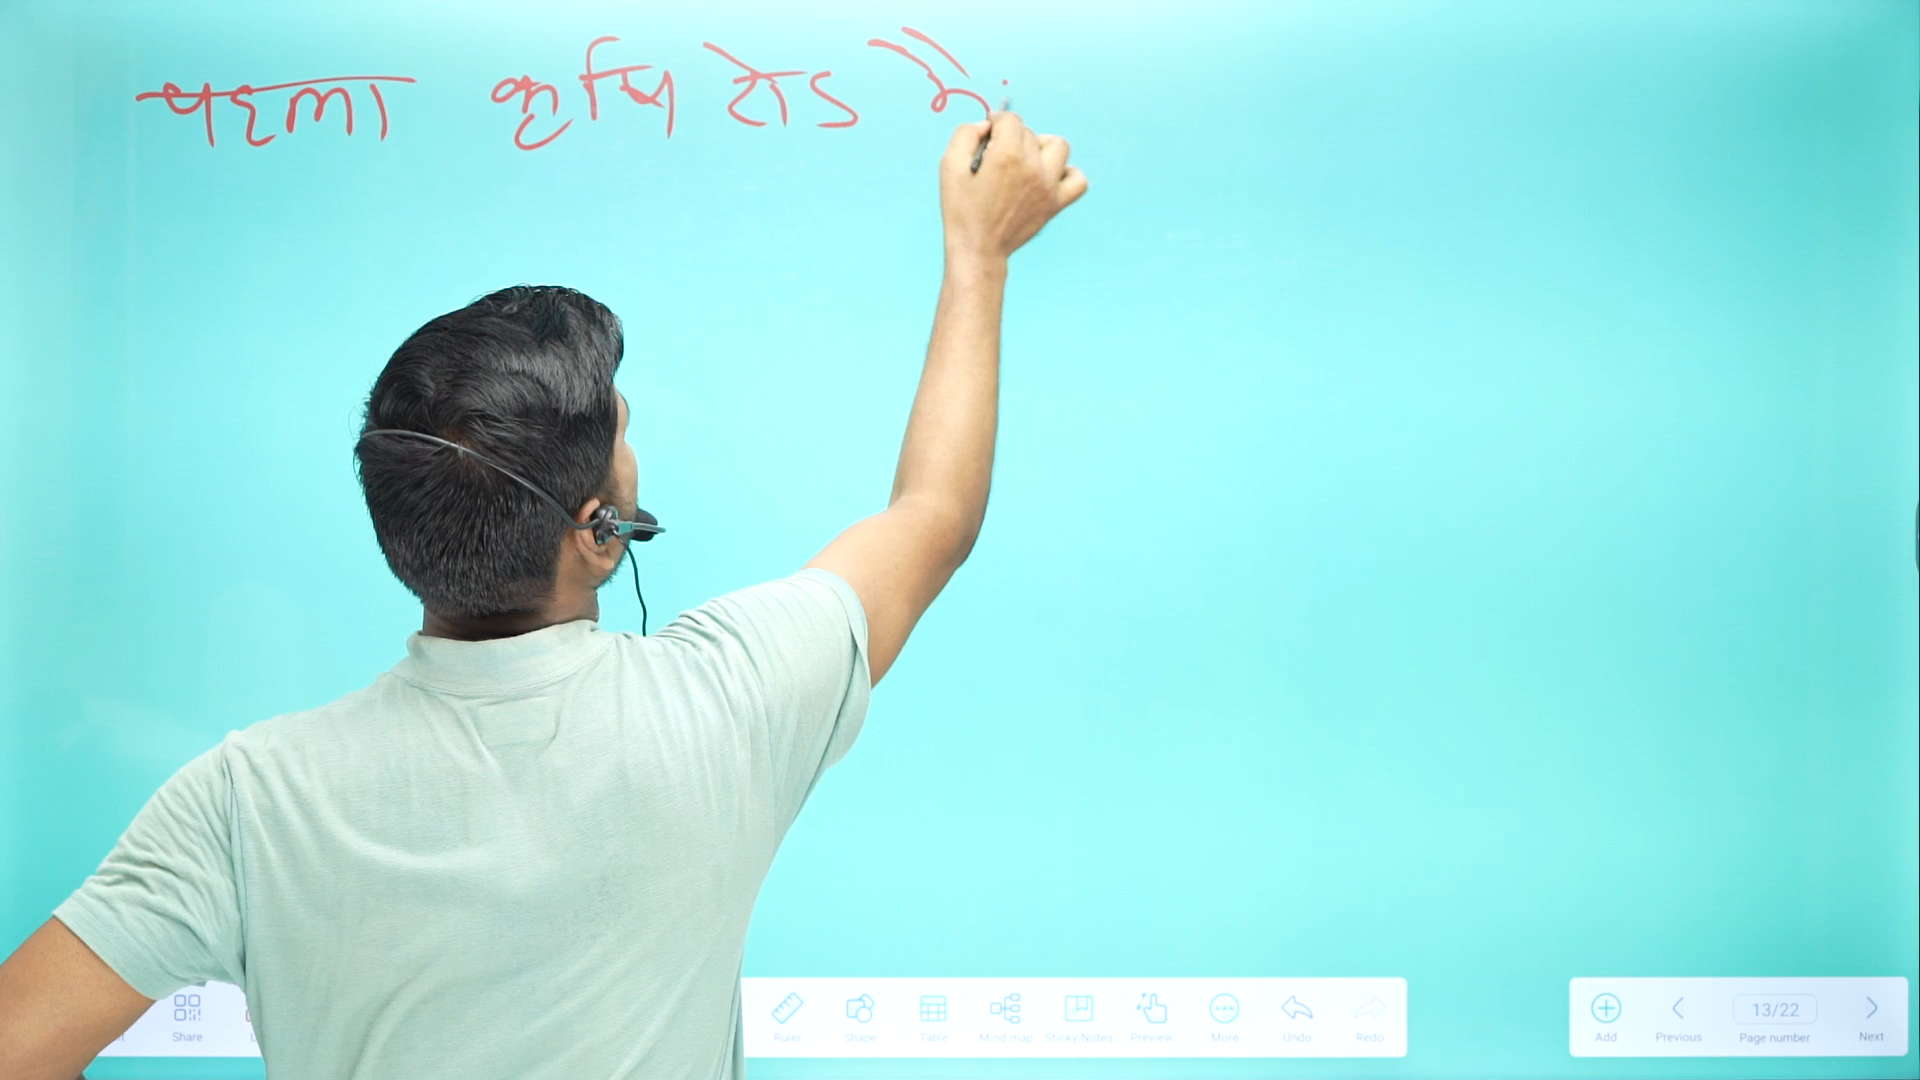 पहला कृषि रोड मै
Share
Ruler
Shape
Table
Mind map
Sticky Notes
Preview
More
Undo
Redo
Add
Previous
13/22
Page number
Next